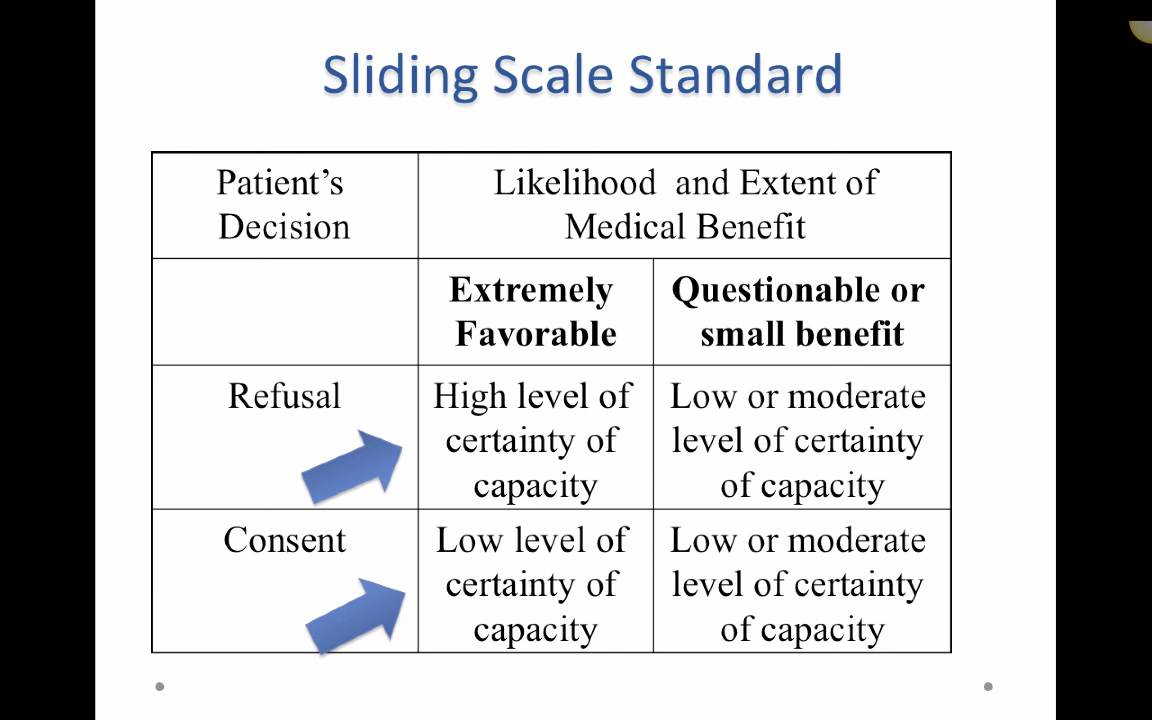 Sliding Scale Standard
Patient’s
Decision
Likelihood and Extent of
Medical Benefit
Extremely
Favorable
Questionable or
small benefit
Refusal
High level of
certainty of
capacity
Low or moderate
level of certainty
of capacity
Consent
Low level of
certainty of
capacity
Low or moderate
level of certainty
of capacity